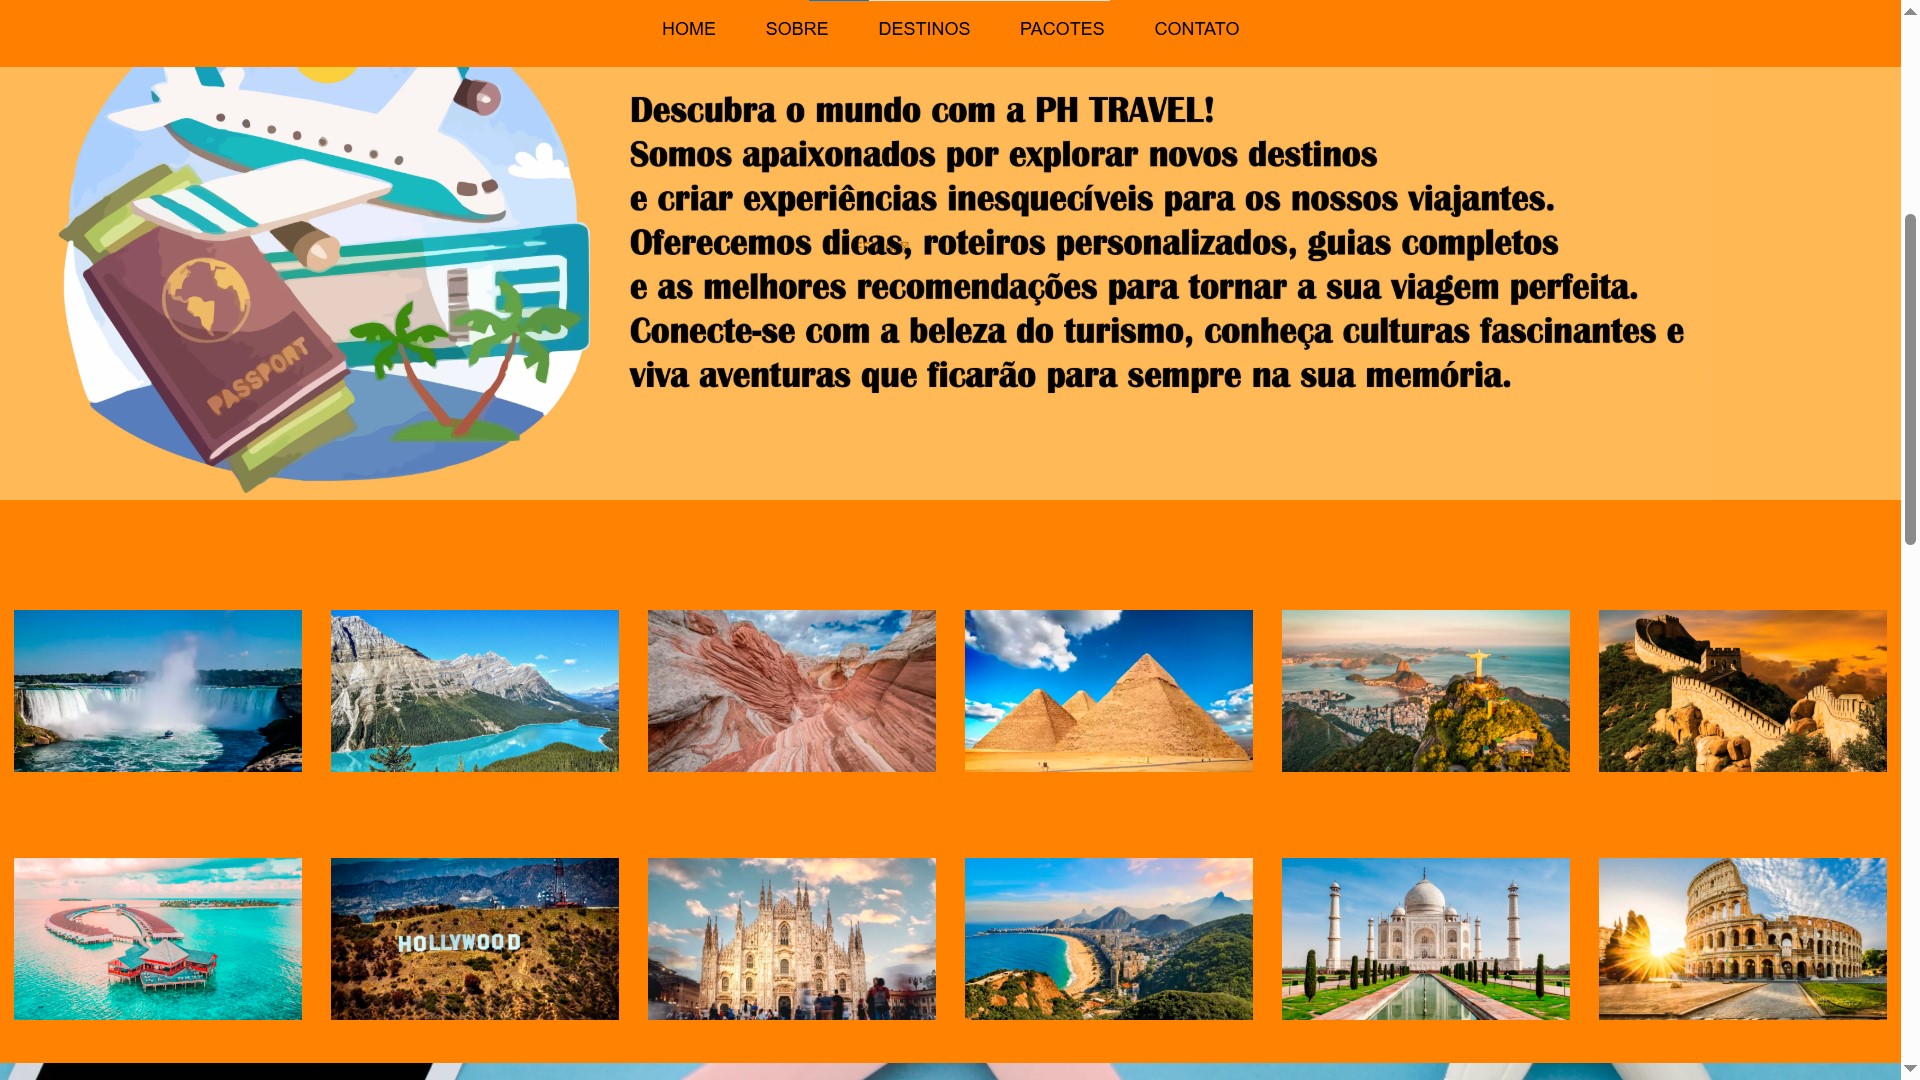 HOME SOBRE DESTINOS PACOTES CONTATO
Descubra o mundo com a PH TRAVEL!
Somos apaixonados por explorar novos destinos
e criar experiências inesquecíveis para os nossos viajantes.
Oferecemos dicas, roteiros personalizados, guias completos
e as melhores recomendações para tornar a sua viagem perfeita.
Conecte-se com a beleza do turismo, conheça culturas fascinantes e
viva aventuras que ficarão para sempre na sua memória.
PASSPORT
HOLLYWOOD